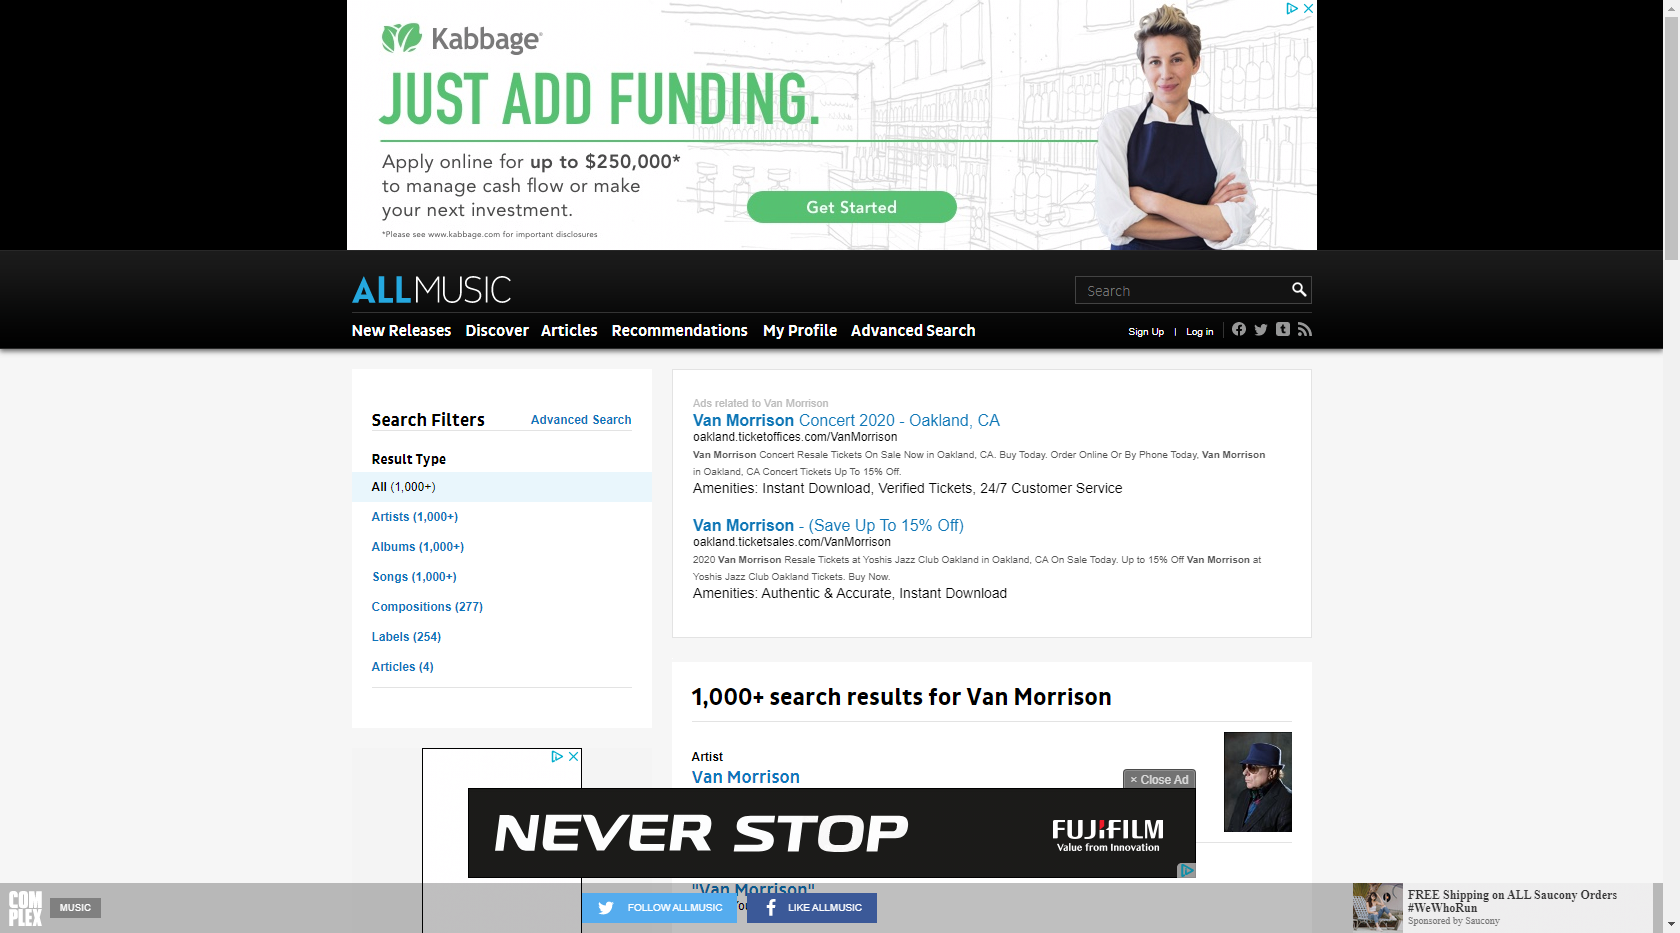 Kabbage
JUST ADD FUNDING.
Apply online for up to $250,000*
to manage cash flow or make
your next investment.
Get Started
*Please see www.kabbage.com for important disclosures
ALLMUSIC
Search
New Releases Discover Articles Recommendations My Profile Advanced Search
Sign Up | Log in
Search Filters
Advanced Search
Result Type
All (1,000+)
Artists (1,000+)
Albums (1,000+)
Songs (1,000+)
Compositions (277)
Labels (254)
Articles (4)
Ads related to Van Morrison
Van Morrison Concert 2020 - Oakland, CA
oakland.ticketoffices.com/VanMorrison
Van Morrison Concert Resale Tickets On Sale Now in Oakland, CA. Buy Today. Order Online Or By Phone Today, Van Morrison
in Oakland, CA Concert Tickets Up To 15% Off.
Amenities: Instant Download, Verified Tickets, 24/7 Customer Service
Van Morrison - (Save Up To 15% Off)
oakland.ticketsales.com/VanMorrison
2020 Van Morrison Resale Tickets at Yoshis Jazz Club Oakland in Oakland, CA On Sale Today. Up to 15% Off Van Morrison at
Yoshis Jazz Club Oakland Tickets. Buy Now.
Amenities: Authentic & Accurate, Instant Download
1,000+ search results for Van Morrison
Artist
Van Morrison
× Close Ad
NEVER STOP
FUJIFILM
Value from Innovation
"Van Morrison"
COMPLEX
MUSIC
FOLLOW ALLMUSIC
LIKE ALLMUSIC
FREE Shipping on ALL Saucony Orders
#WeWhoRun
Sponsored by Saucony